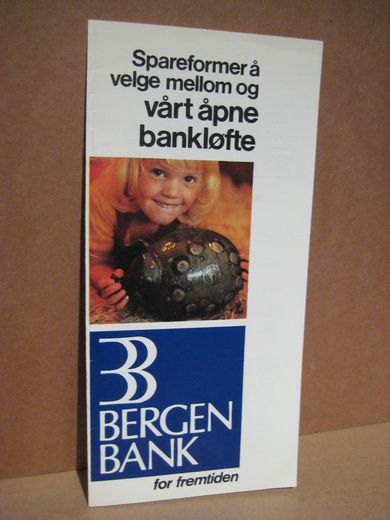 Spareformer å
velge mellom og
vårt åpne
bankløfte
BERGEN
BANK
for fremtiden